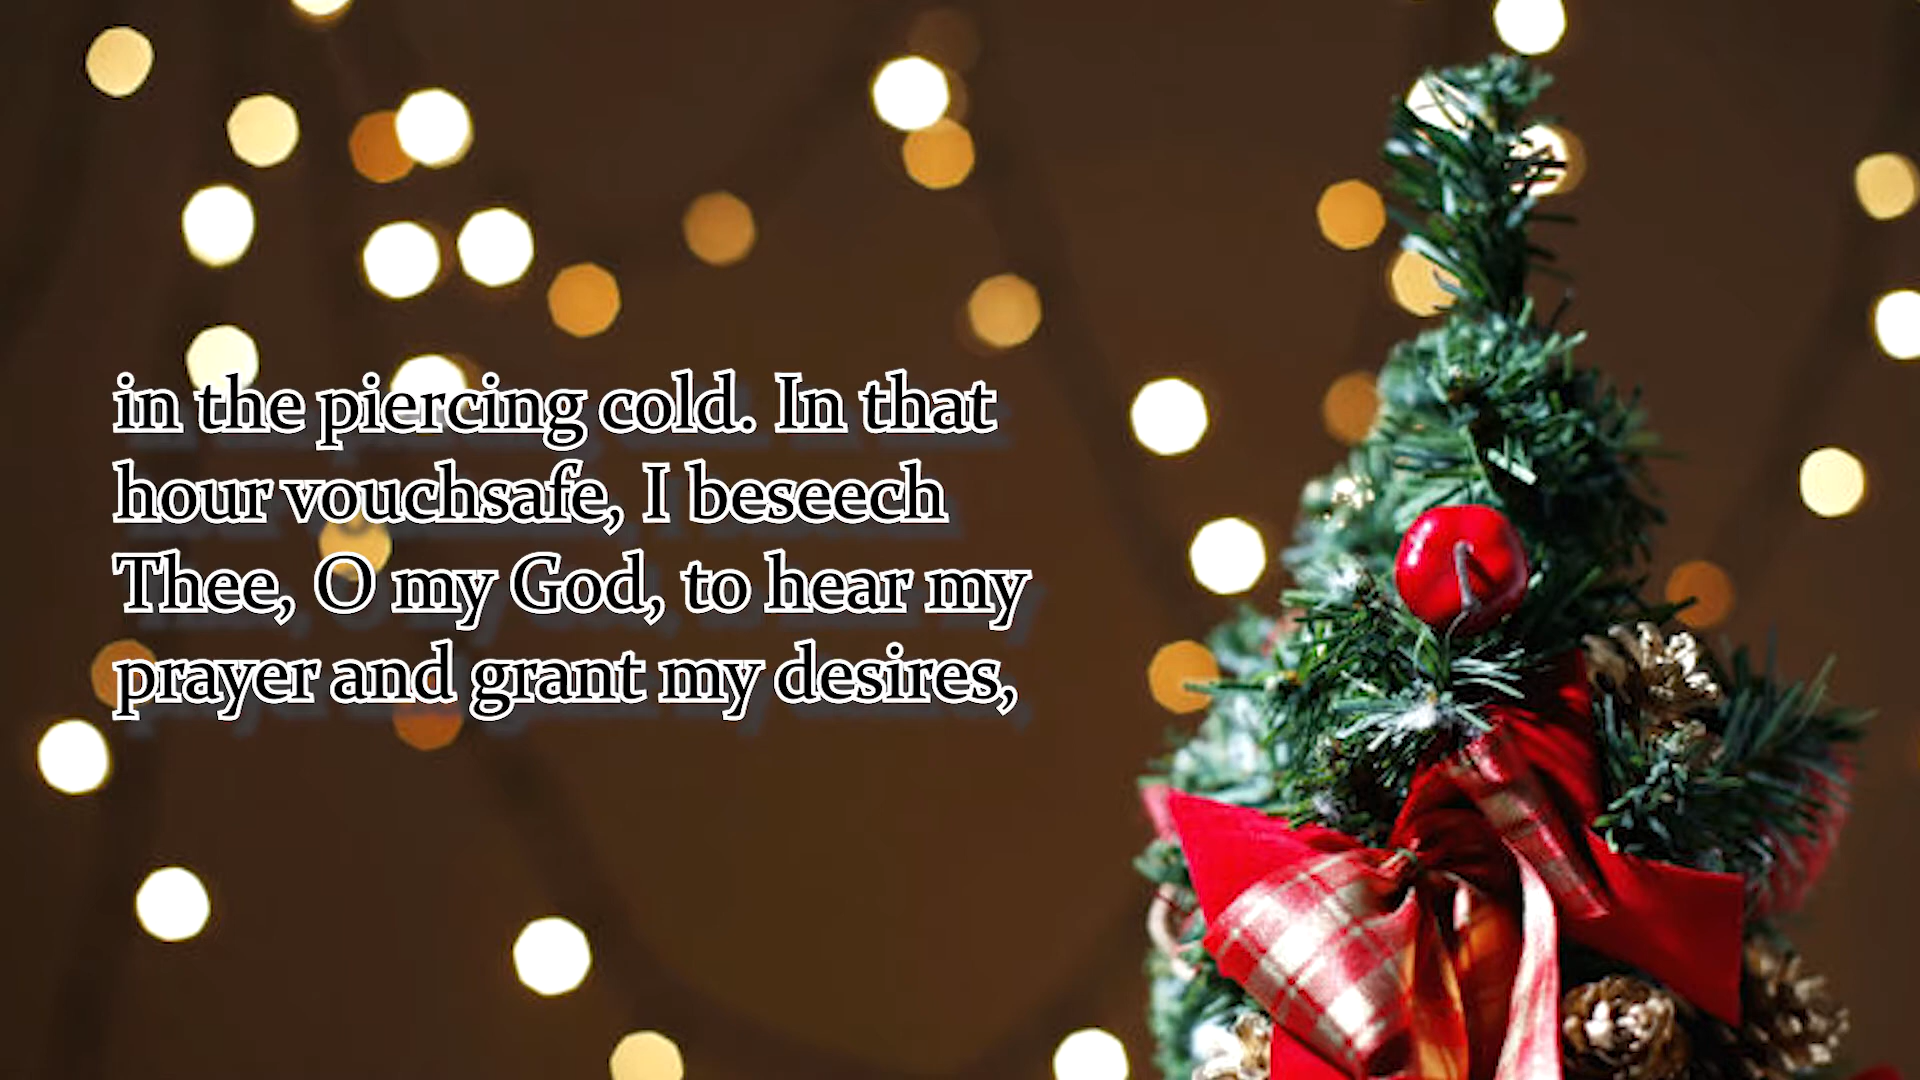 in the piercing cold. In that
hour vouchsafe, I beseech
Thee, O my God, to hear my
prayer and grant my desires,